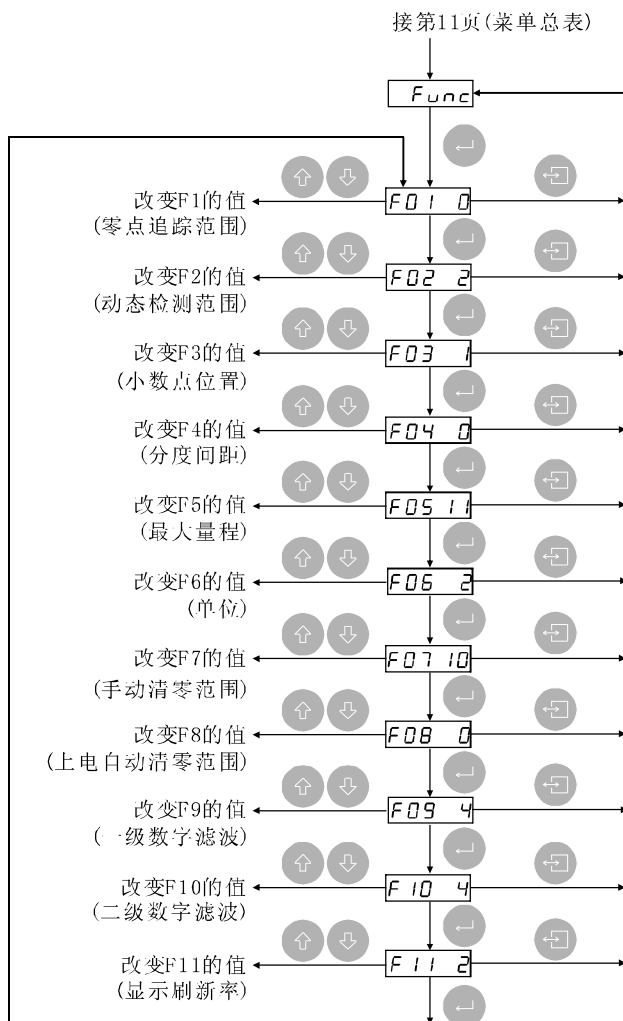 接第11页(菜单总表)
Func
改变F1的值
(零点追踪范围)
F01 0
改变F2的值
(动态检测范围)
F02 2
改变F3的值
(小数点位置)
F03 1
改变F4的值
(分度间距)
F04 0
改变F5的值
(最大量程)
F05 11
改变F6的值
(单位)
F06 2
改变F7的值
(手动清零范围)
F07 10
改变F8的值
(上电自动清零范围)
F08 0
改变F9的值
(一级数字滤波)
F09 4
改变F10的值
(二级数字滤波)
F10 4
改变F11的值
(显示刷新率)
F11 2